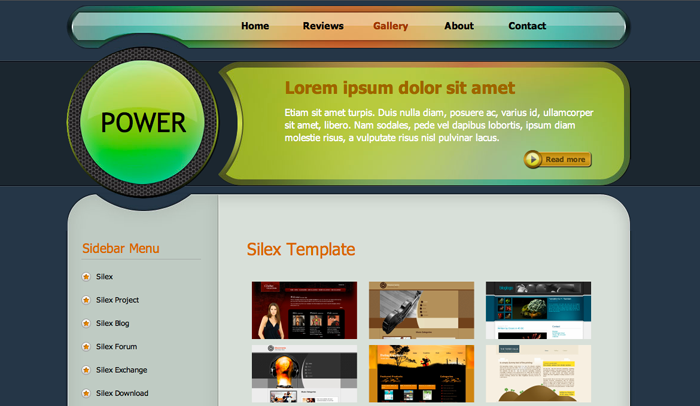 Home Reviews Gallery About Contact
POWER
Lorem ipsum dolor sit amet
Etiam sit amet turpis. Duis nulla diam, posuere ac, varius id, ullamcorper
sit amet, libero. Nam sodales, pede vel dapibus lobortis, ipsum diam
molestie risus, a vulputate risus nisl pulvinar lacus.
Read more
Sidebar Menu
Silex
Silex Project
Silex Blog
Silex Forum
Silex Exchange
Silex Download
Silex Template